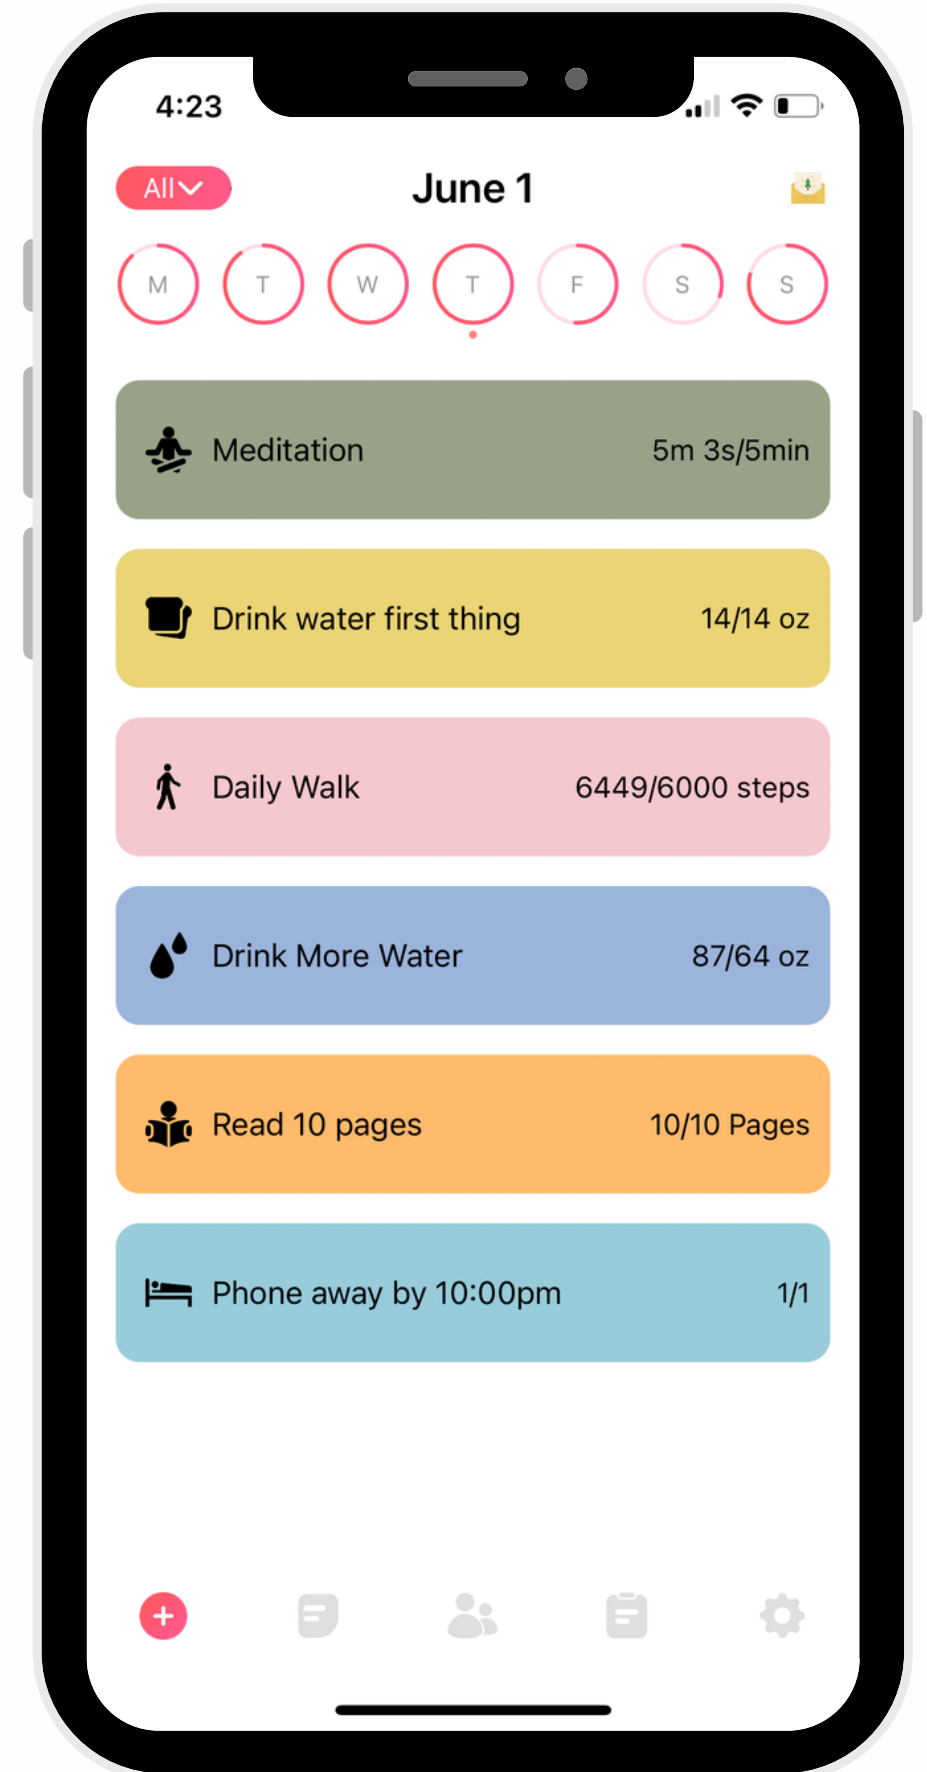 4:23
All
June 1
M T W T F S S
Meditation 5m 3s/5min
Drink water first thing 14/14 oz
Daily Walk 6449/6000 steps
Drink More Water 87/64 oz
Read 10 pages 10/10 Pages
Phone away by 10:00pm 1/1